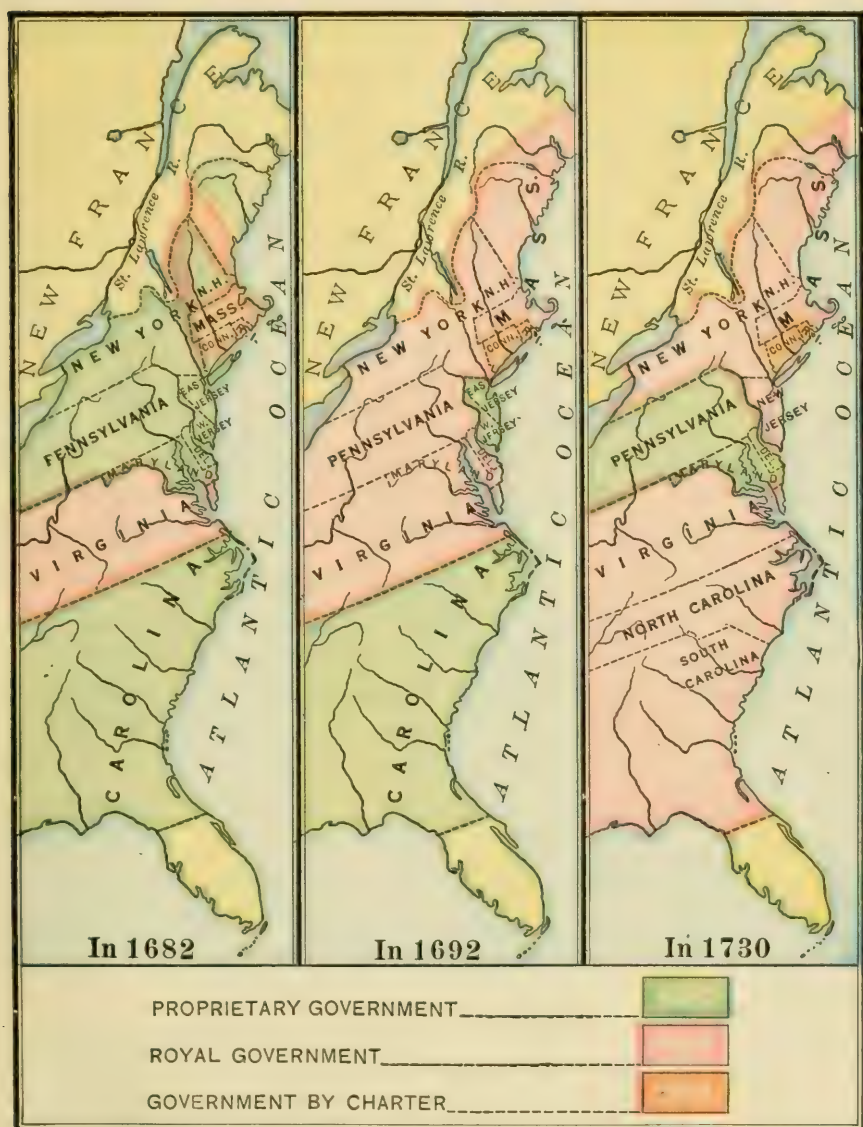 NEW FRANCE
St. Lawrence R.
NEW YORK
N.H.
MASS.
CONN.
R.I.
PENNSYLVANIA
EAST JERSEY
W. JERSEY
MARYLAND
DEL.
VIRGINIA
CAROLINA
ATLANTIC OCEAN
In 1682
NEW FRANCE
St. Lawrence R.
NEW YORK
N.H.
MASS.
CONN.
R.I.
PENNSYLVANIA
EAST JERSEY
W. JERSEY
MARYLAND
VIRGINIA
CAROLINA
ATLANTIC OCEAN
In 1692
NEW FRANCE
St. Lawrence R.
NEW YORK
N.H.
MASS.
CONN.
R.I.
PENNSYLVANIA
NEW
JERSEY
MARYLAND
VIRGINIA
NORTH CAROLINA
SOUTH
CAROLINA
ATLANTIC OCEAN
In 1730
PROPRIETARY GOVERNMENT
ROYAL GOVERNMENT
GOVERNMENT BY CHARTER